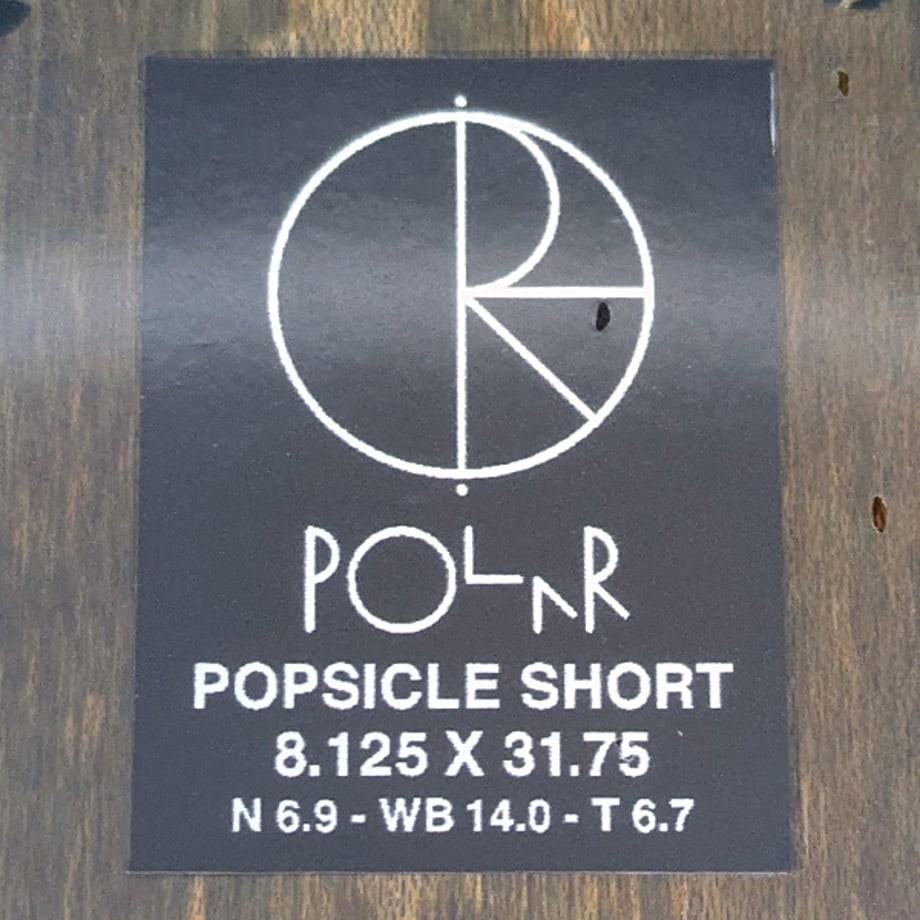 POLAR
POPSICLE SHORT
8.125 X 31.75
N 6.9 - WB 14.0 - T 6.7